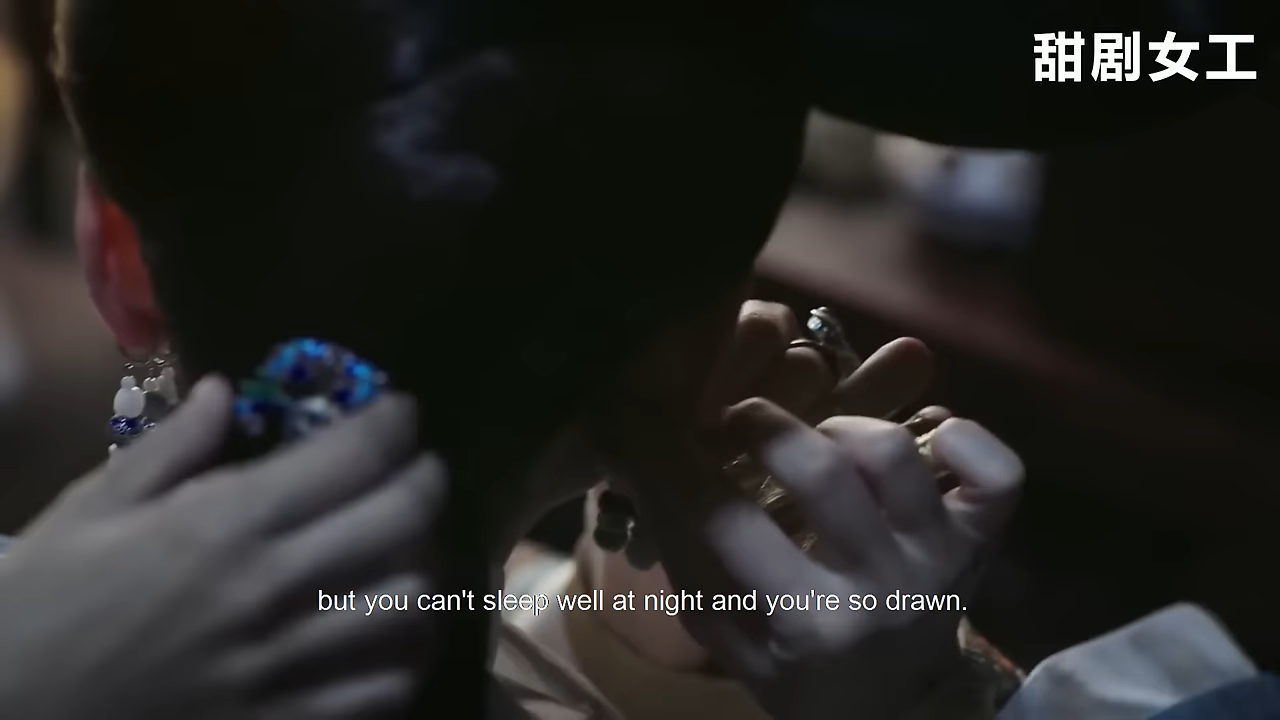 甜剧女工
but you can't sleep well at night and you're so drawn.